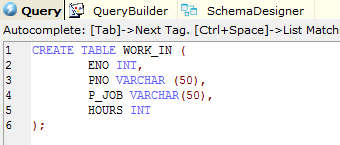 Query QueryBuilder SchemaDesigner
Autocomplete: [Tab]->Next Tag. [Ctrl+Space]->List Match
1 CREATE TABLE WORK_IN (
2 ENO INT,
3 PNO VARCHAR (50),
4 P_JOB VARCHAR(50),
5 HOURS INT
6 );